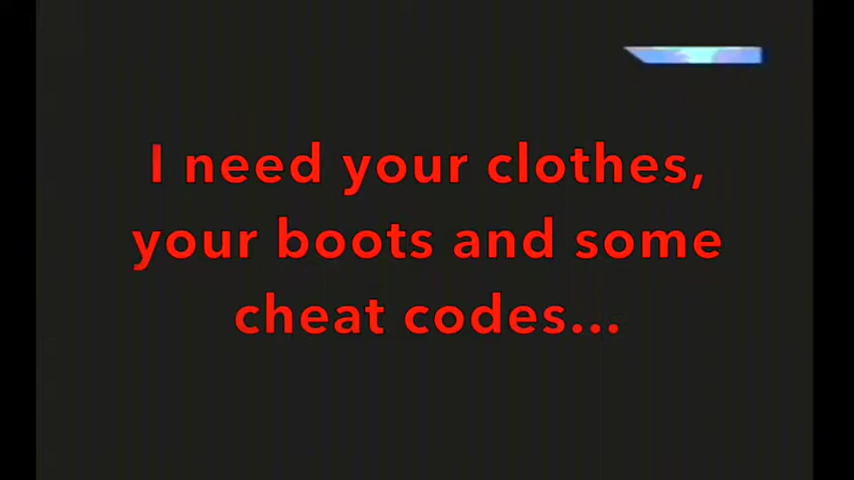 I need your clothes,
your boots and some
cheat codes...